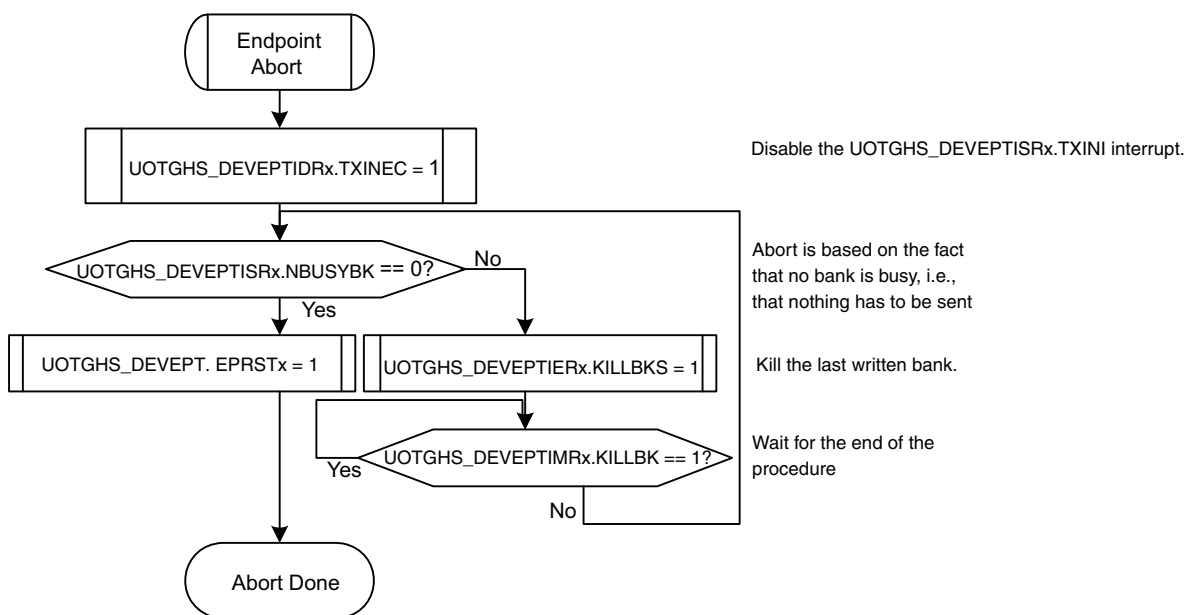 Endpoint
Abort
UOTGHS_DEVEPTIDRx.TXINEC = 1
Disable the UOTGHS_DEVEPTISRx.TXINI interrupt.
UOTGHS_DEVEPTISRx.NBUSYBK == 0?
No
Yes
Abort is based on the fact
that no bank is busy, i.e.,
that nothing has to be sent
UOTGHS_DEVEPT. EPRSTx = 1
UOTGHS_DEVEPTIERx.KILLBKS = 1
Kill the last written bank.
UOTGHS_DEVEPTIMRx.KILLBK == 1?
Yes
No
Wait for the end of the
procedure
Abort Done